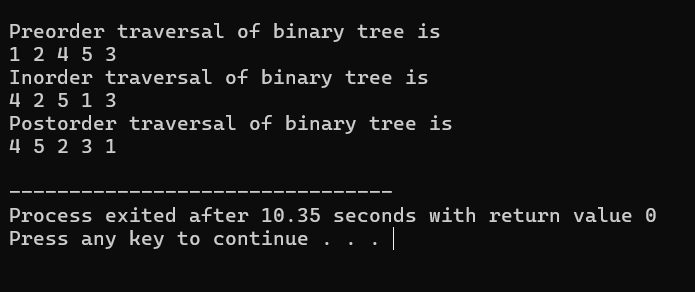 Preorder traversal of binary tree is
1 2 4 5 3
Inorder traversal of binary tree is
4 2 5 1 3
Postorder traversal of binary tree is
4 5 2 3 1
--------------------------------
Process exited after 10.35 seconds with return value 0
Press any key to continue . . .